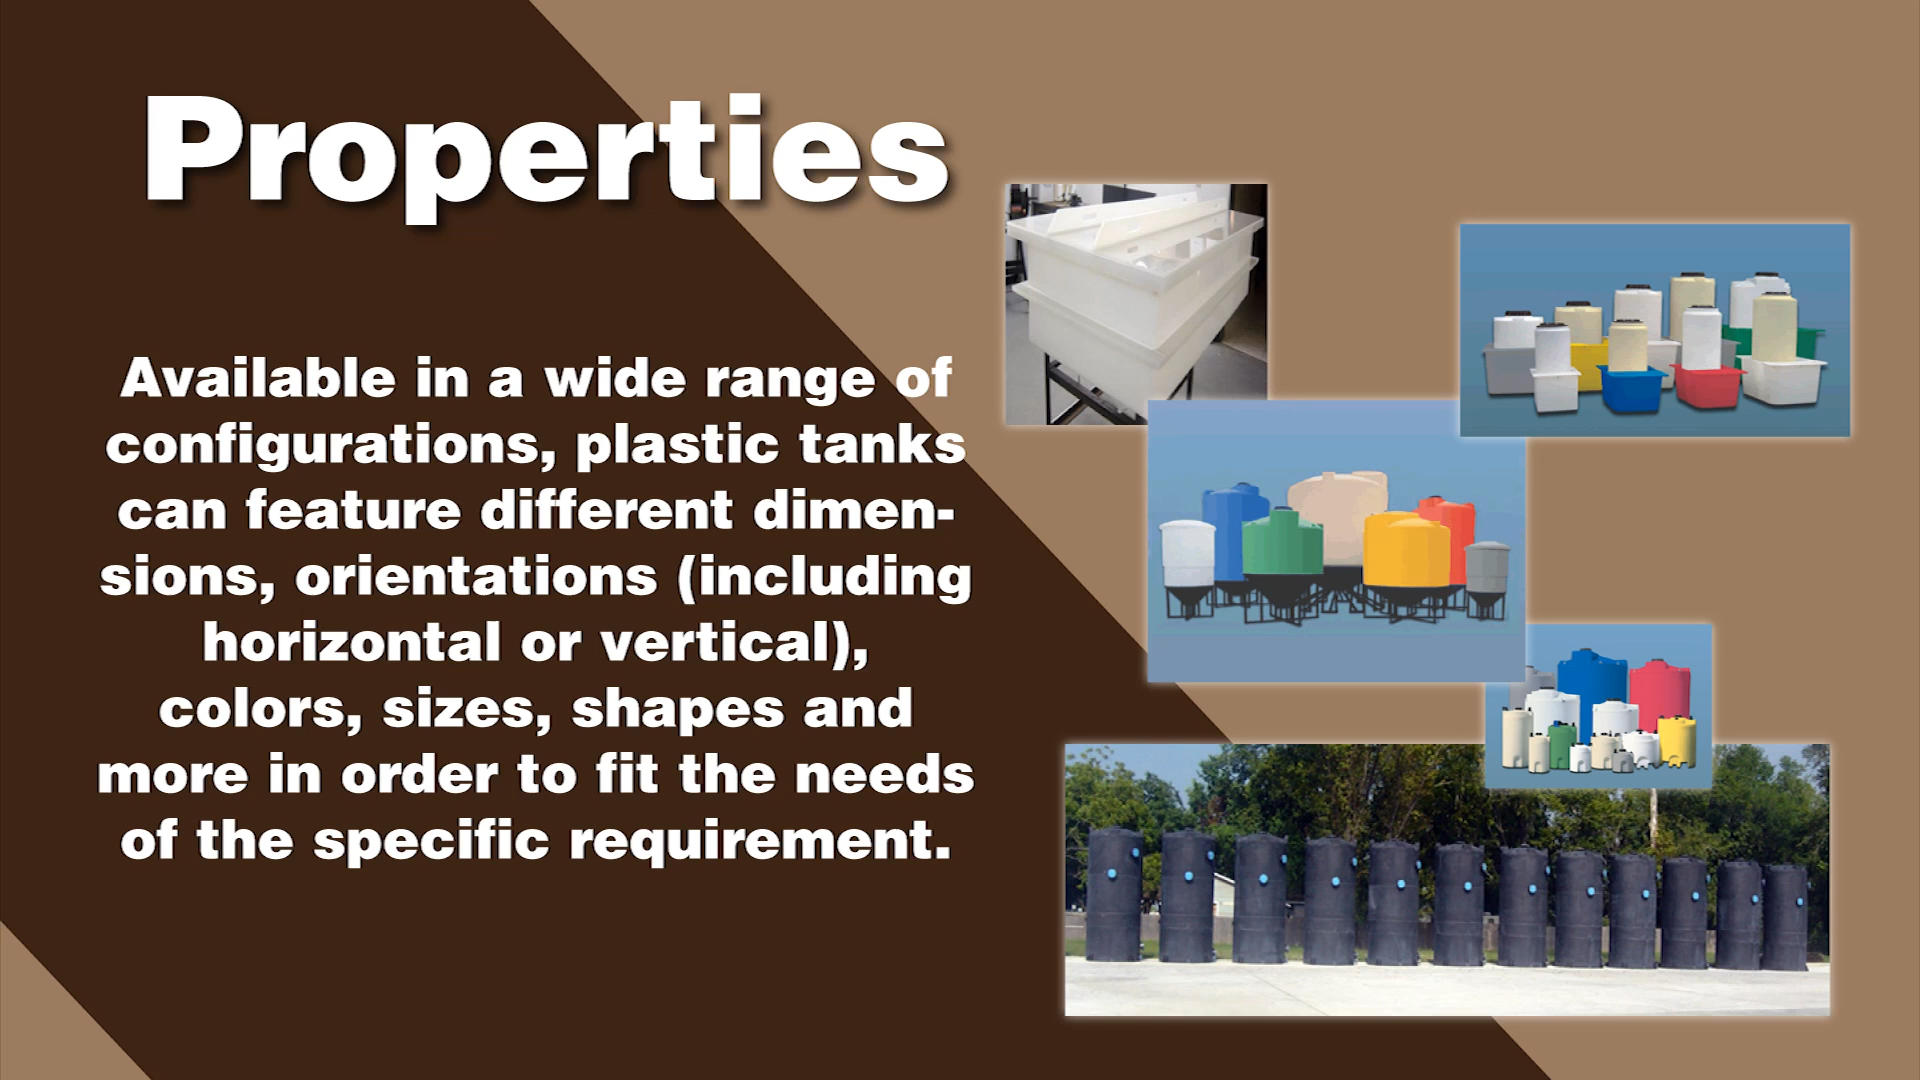 Properties
Available in a wide range of
configurations, plastic tanks
can feature different dimen-
sions, orientations (including
horizontal or vertical),
colors, sizes, shapes and
more in order to fit the needs
of the specific requirement.